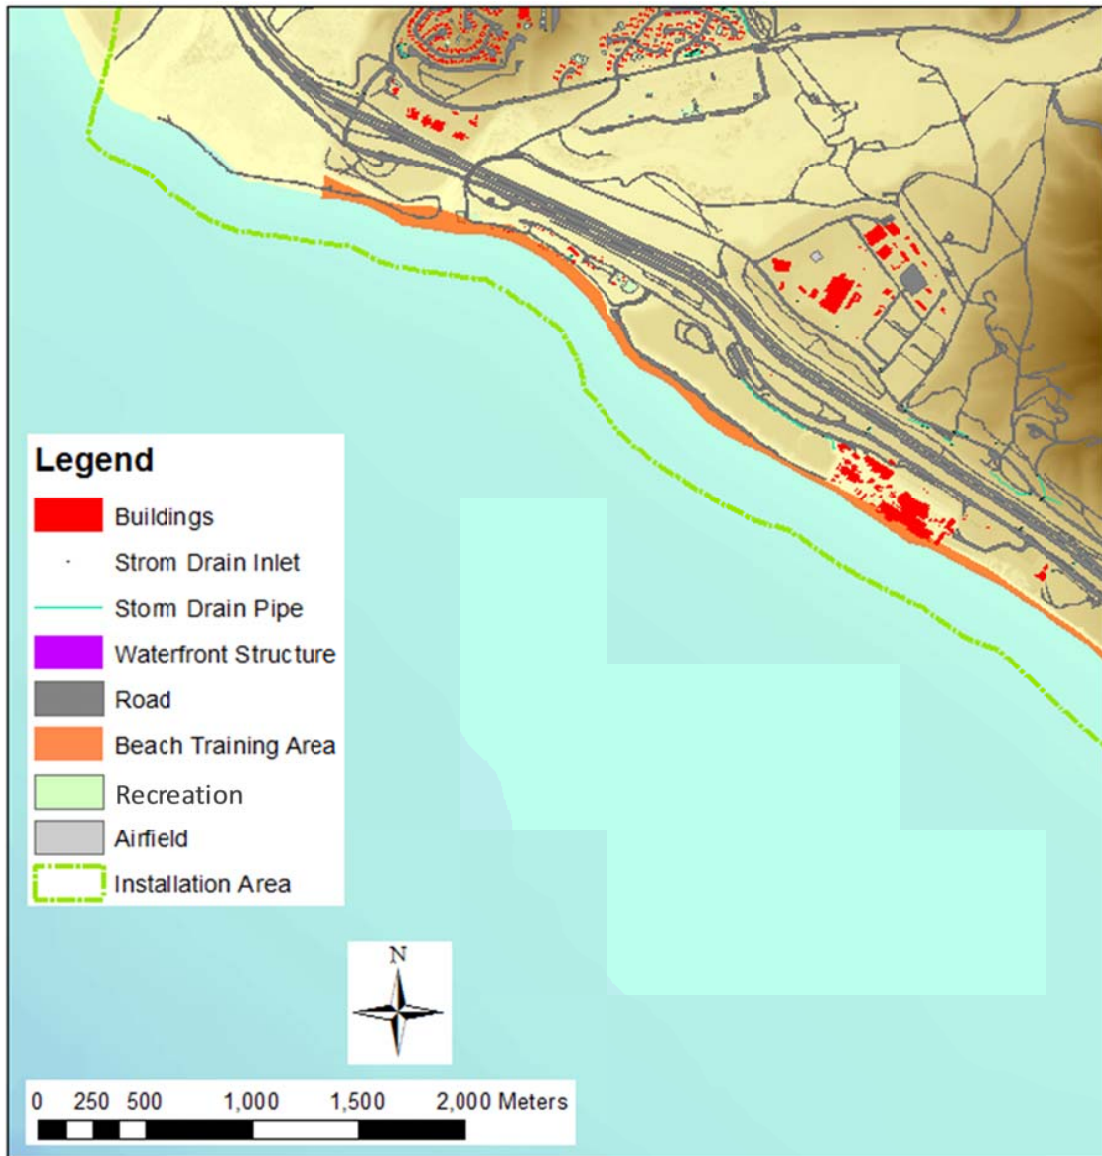 Legend
Buildings
Strom Drain Inlet
Storm Drain Pipe
Waterfront Structure
Road
Beach Training Area
Recreation
Airfield
Installation Area
N
0 250 500 1,000 1,500 2,000 Meters